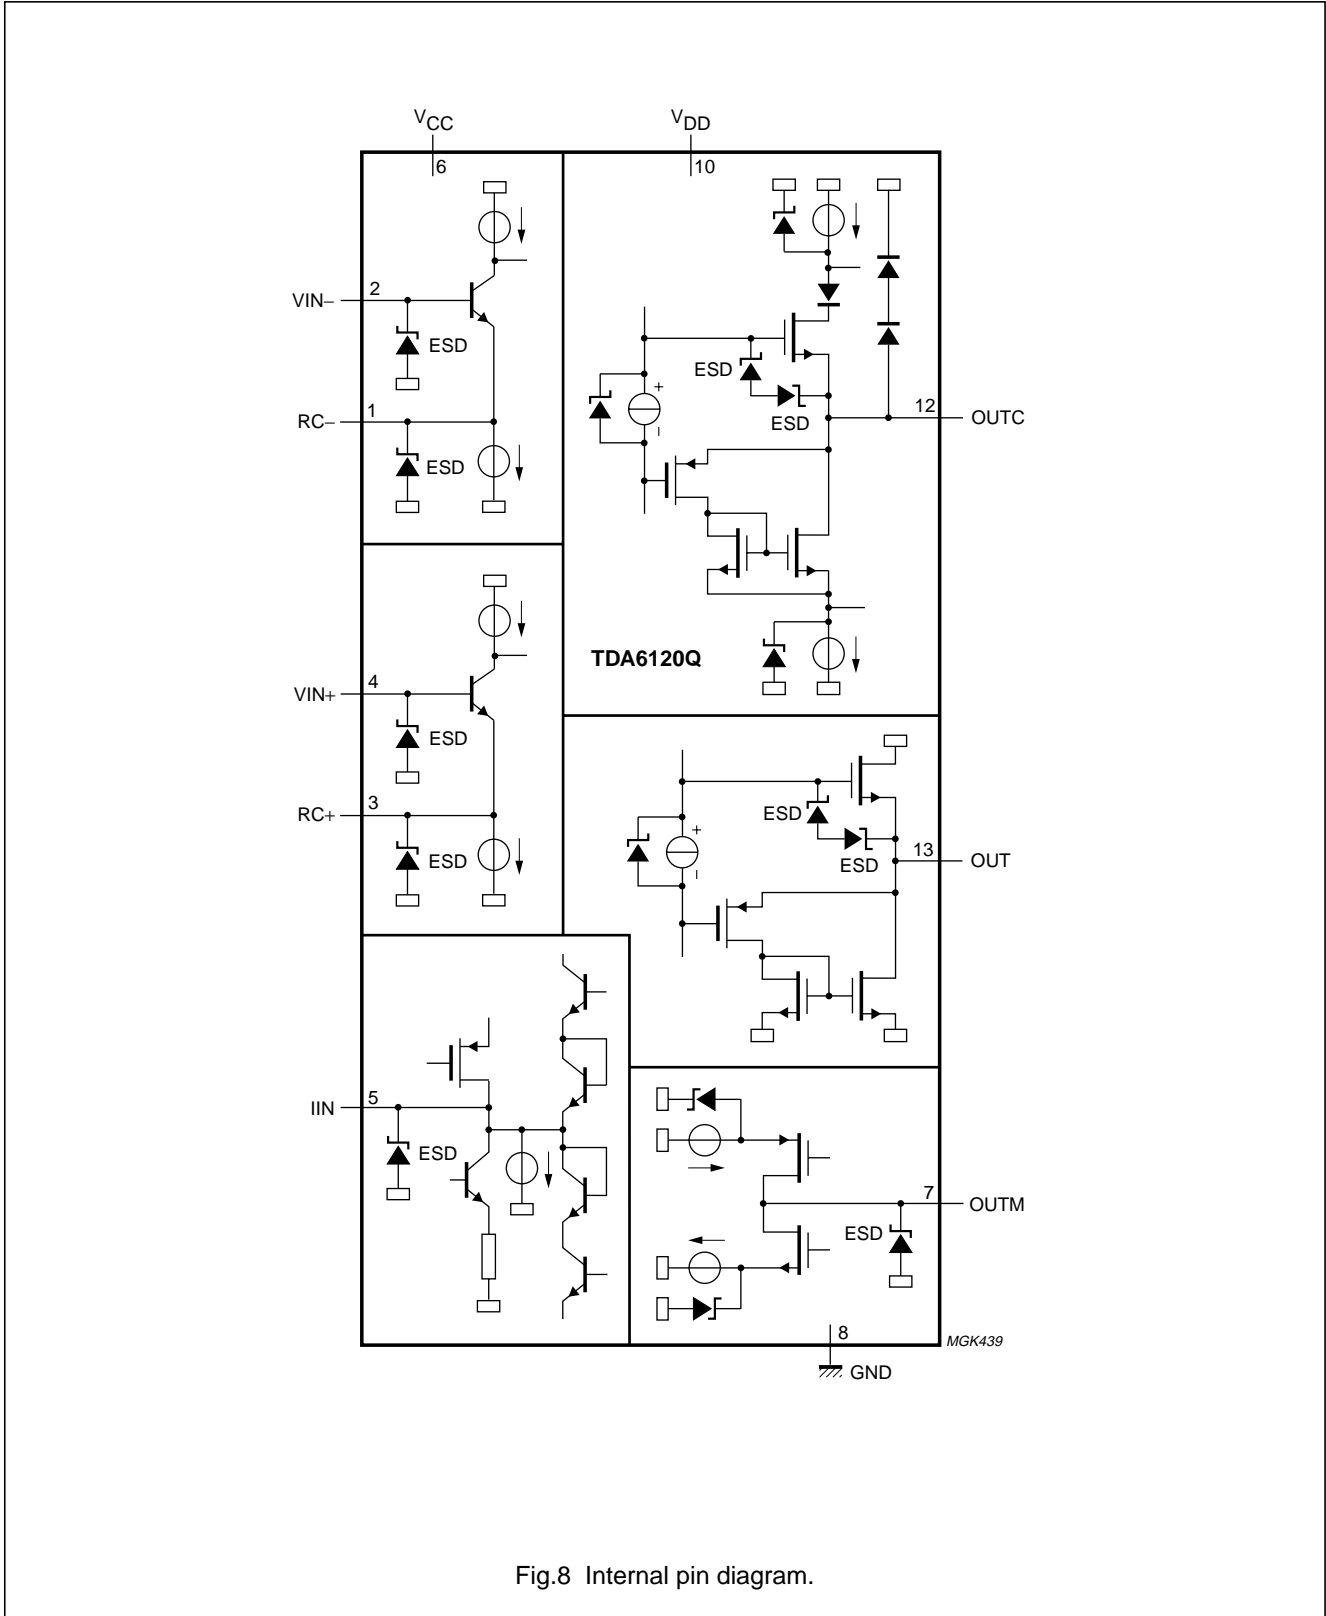 VCC
VDD
6
10
VIN− 2
ESD
RC− 1
ESD
ESD
+
−
ESD
12 OUTC
TDA6120Q
VIN+ 4
ESD
RC+ 3
ESD
ESD
+
−
ESD
13 OUT
IIN 5
ESD
7 OUTM
ESD
8
MGK439
GND
Fig.8 Internal pin diagram.